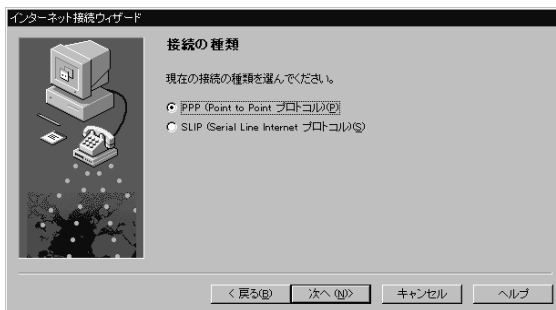 インターネット接続ウィザード
接続の種類
現在の接続の種類を選んでください。
PPP (Point to Point プロトコル)(P)
SLIP (Serial Line Internet プロトコル)(S)
< 戻る(B) 次へ (N)> キャンセル ヘルプ